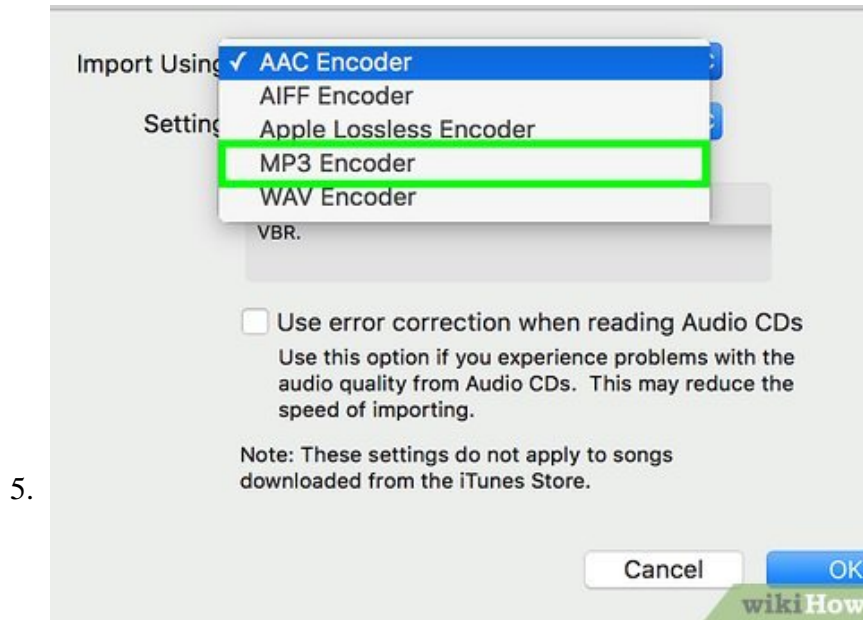 Import Using
✓ AAC Encoder
AIFF Encoder
Setting
Apple Lossless Encoder
MP3 Encoder
WAV Encoder
VBR.
Use error correction when reading Audio CDs
Use this option if you experience problems with the
audio quality from Audio CDs. This may reduce the
speed of importing.
Note: These settings do not apply to songs
downloaded from the iTunes Store.
5.
Cancel
OK
wikiHow